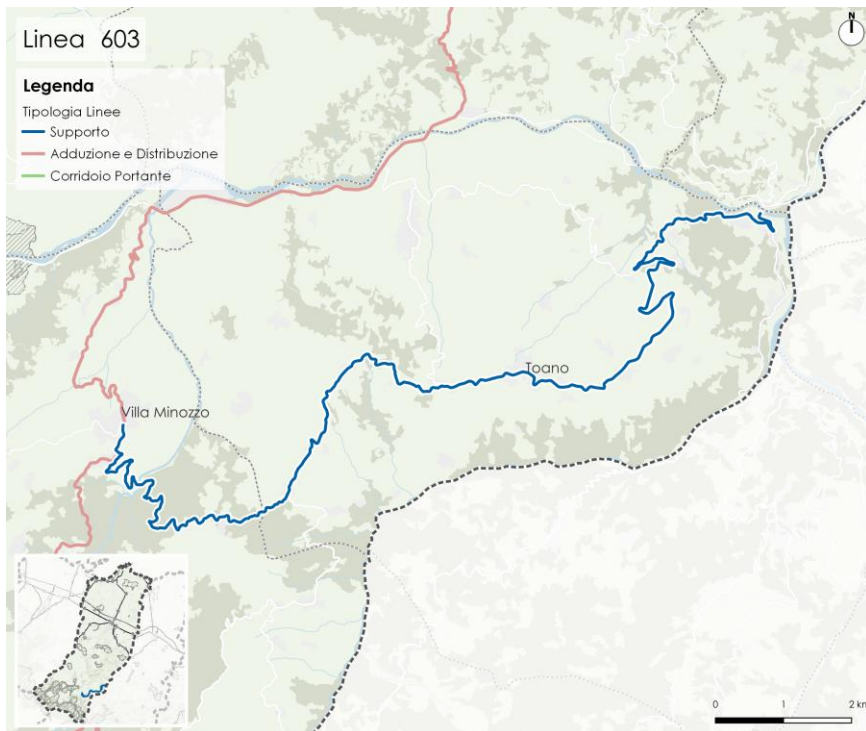 Linea 603
N
Legenda
Tipologia Linee
Supporto
Adduzione e Distribuzione
Corridoio Portante
Toano
Villa Minozzo
0 1 2 km